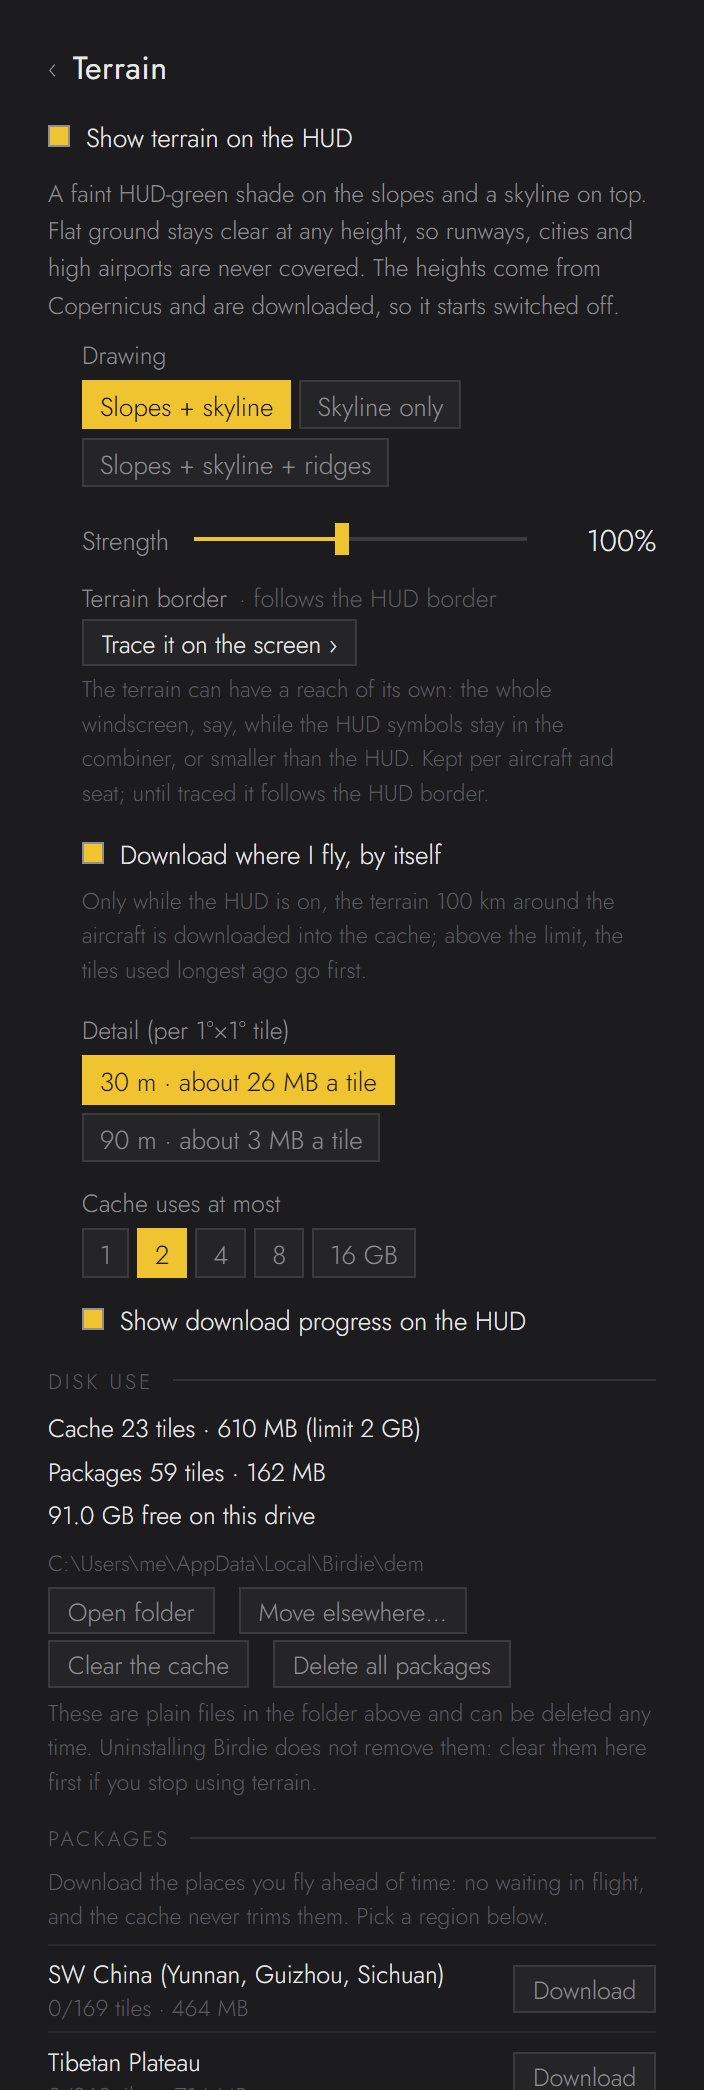 ‹ Terrain
Show terrain on the HUD
A faint HUD-green shade on the slopes and a skyline on top.
Flat ground stays clear at any height, so runways, cities and
high airports are never covered. The heights come from
Copernicus and are downloaded, so it starts switched off.
Drawing
Slopes + skyline Skyline only
Slopes + skyline + ridges
Strength 100%
Terrain border · follows the HUD border
Trace it on the screen ›
The terrain can have a reach of its own: the whole
windscreen, say, while the HUD symbols stay in the
combiner, or smaller than the HUD. Kept per aircraft and
seat; until traced it follows the HUD border.
Download where I fly, by itself
Only while the HUD is on, the terrain 100 km around the
aircraft is downloaded into the cache; above the limit, the
tiles used longest ago go first.
Detail (per 1°×1° tile)
30 m · about 26 MB a tile
90 m · about 3 MB a tile
Cache uses at most
1 2 4 8 16 GB
Show download progress on the HUD
DISK USE
Cache 23 tiles · 610 MB (limit 2 GB)
Packages 59 tiles · 162 MB
91.0 GB free on this drive
C:\Users\me\AppData\Local\Birdie\dem
Open folder Move elsewhere...
Clear the cache Delete all packages
These are plain files in the folder above and can be deleted any
time. Uninstalling Birdie does not remove them: clear them here
first if you stop using terrain.
PACKAGES
Download the places you fly ahead of time: no waiting in flight,
and the cache never trims them. Pick a region below.
SW China (Yunnan, Guizhou, Sichuan) Download
0/169 tiles · 464 MB
Tibetan Plateau Download